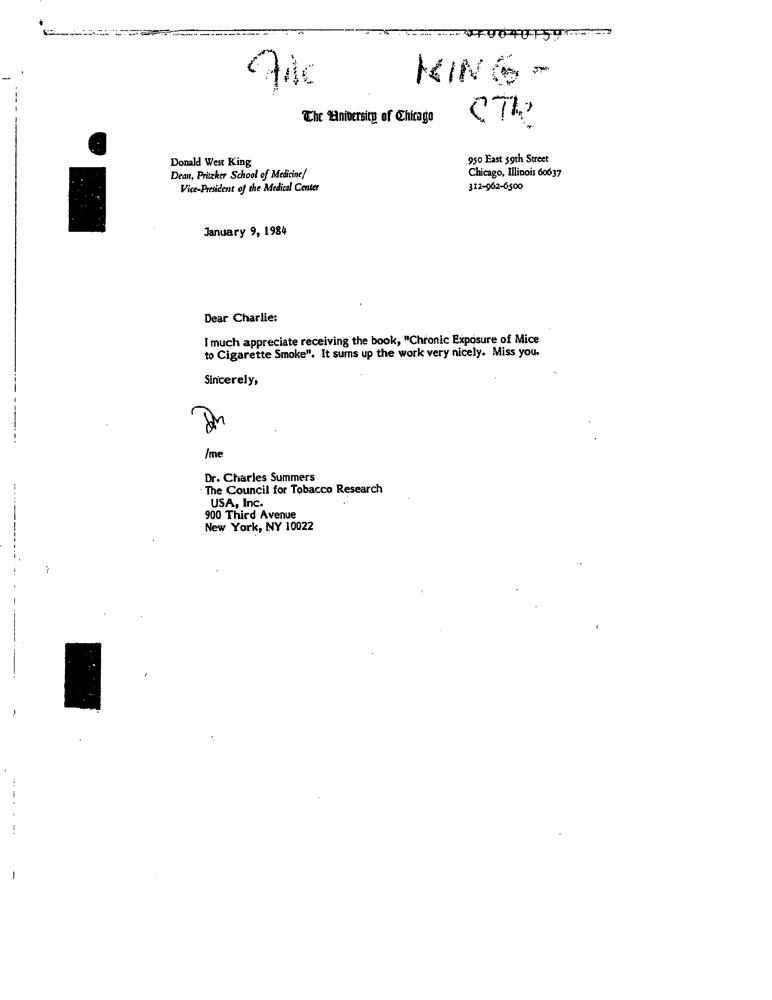 File KING -
CTR
The University of Chicago
Donald West King
Dean, Pritzker School of Medicine/
Vice-President of the Medical Center
950 East 59th Street
Chicago, Illinois 60637
312-962-6500
January 9, 1984
Dear Charlie:
I much appreciate receiving the book, "Chronic Exposure of Mice
to Cigarette Smoke". It sums up the work very nicely. Miss you.
Sincerely,
Don
/me
Dr. Charles Summers
The Council for Tobacco Research
USA, Inc.
900 Third Avenue
New York, NY 10022